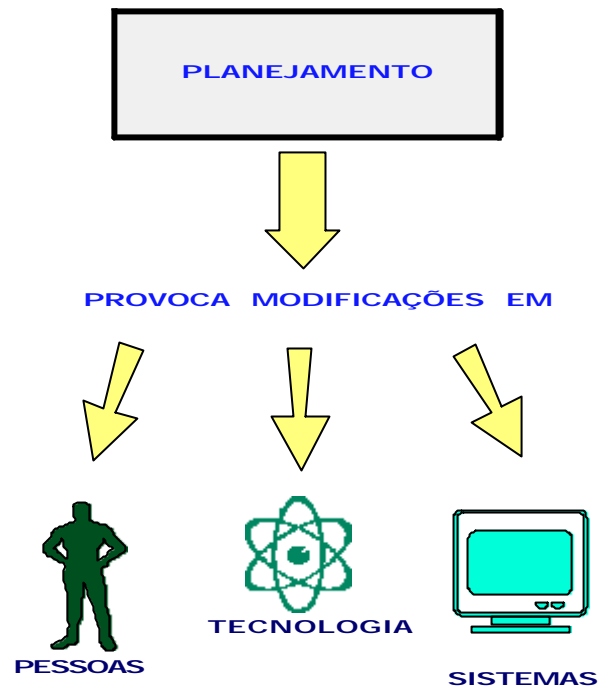 PLANEJAMENTO
PROVOCA MODIFICAÇÕES EM
PESSOAS
TECNOLOGIA
SISTEMAS